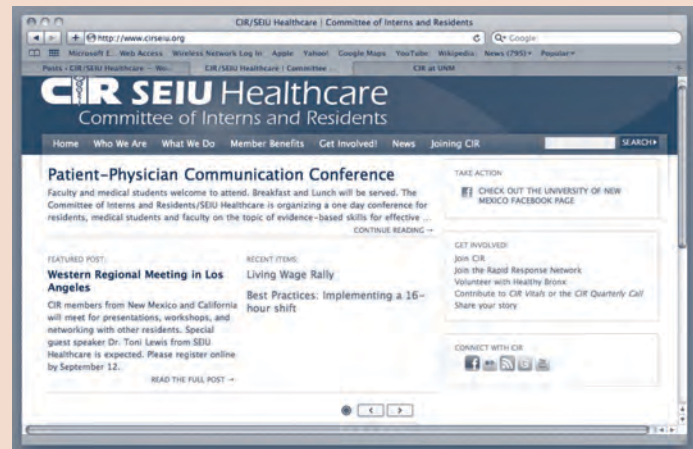 CIR/SEIU Healthcare | Committee of Interns and Residents
http://www.cirseiu.org
Google
Microsoft E. Web Access Wireless Network Log In Apple Yahoo! Google Maps YouTube Wikipedia News (795) Popular
Posts ‹ CIR/SEIU Healthcare — Wo...
CIR/SEIU Healthcare | Committee ...
CIR at UNM
CIR SEIU Healthcare
Committee of Interns and Residents
Home Who We Are What We Do Member Benefits Get Involved! News Joining CIR
SEARCH
Patient-Physician Communication Conference
Faculty and medical students welcome to attend. Breakfast and Lunch will be served. The
Committee of Interns and Residents/SEIU Healthcare is organizing a one day conference for
residents, medical students and faculty on the topic of evidence-based skills for effective ...
CONTINUE READING →
FEATURED POST:
Western Regional Meeting in Los
Angeles
CIR members from New Mexico and California
will meet for presentations, workshops, and
networking with other residents. Special
guest speaker Dr. Toni Lewis from SEIU
Healthcare is expected. Please register online
by September 12.
READ THE FULL POST →
RECENT ITEMS:
Living Wage Rally
Best Practices: Implementing a 16-
hour shift
TAKE ACTION
CHECK OUT THE UNIVERSITY OF NEW
MEXICO FACEBOOK PAGE
GET INVOLVED!
Join CIR
Join the Rapid Response Network
Volunteer with Healthy Bronx
Contribute to CIR Vitals or the CIR Quarterly Call
Share your story
CONNECT WITH CIR